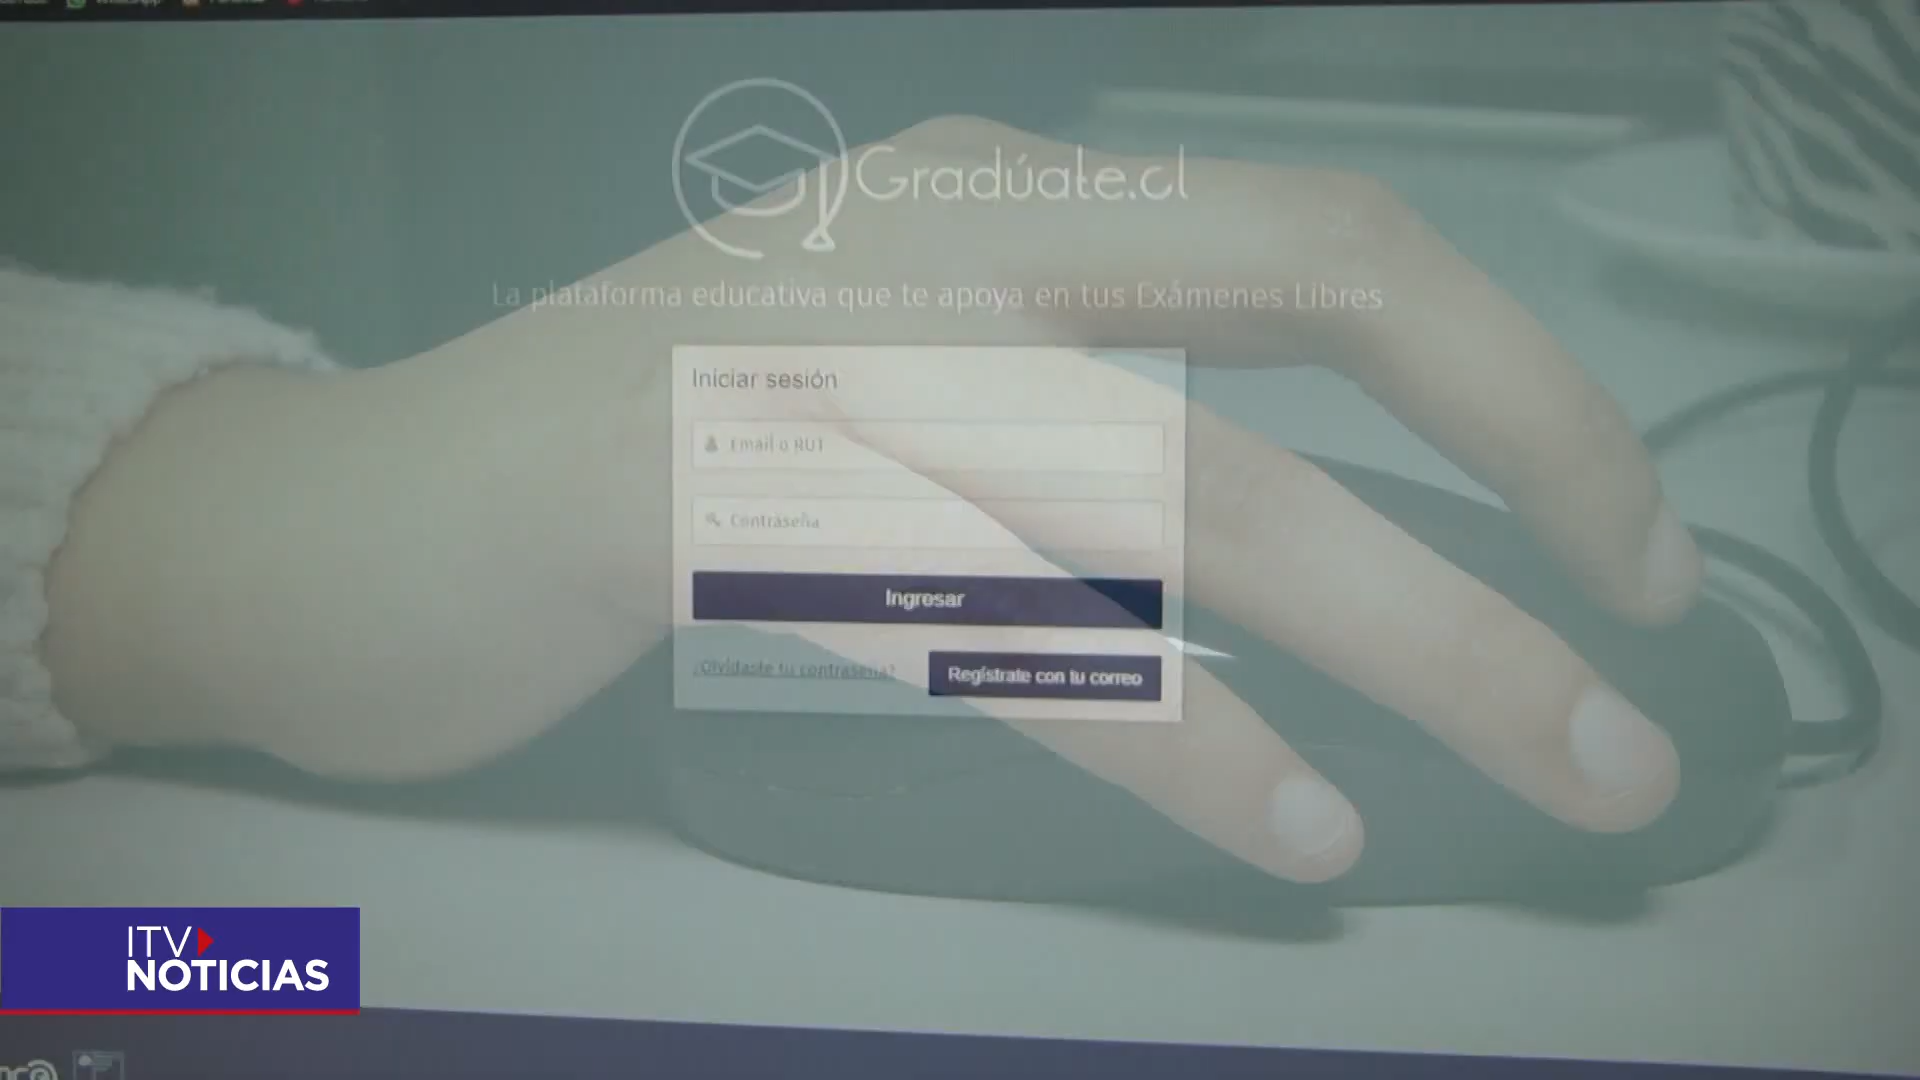 WhatsApp
Gradúate.cl
La plataforma educativa que te apoya en tus Exámenes Libres
Iniciar sesión
Email o RUT
Contraseña
Ingresar
¿Olvidaste tu contraseña?
Regístrate con tu correo
ITV
NOTICIAS